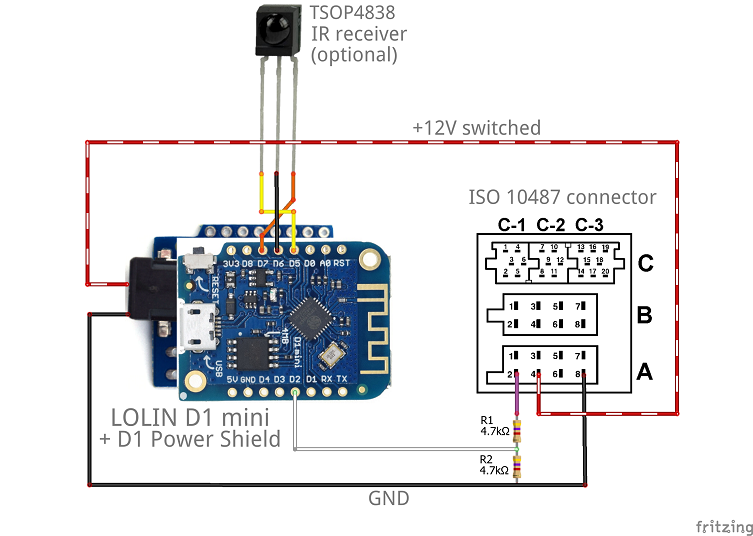 TSOP4838
IR receiver
(optional)
+12V switched
ISO 10487 connector
C-1 C-2 C-3
1 4 7 10 13 16 19
3 6 9 12 15 18
2 5 8 11 14 17 20
C
1 3 5 7
2 4 6 8
B
1 3 5 7
2 4 6 8
A
3V3 D8 D7 D6 D5 D0 A0 RST
RESET
4MB
D1mini
USB
5V GND D4 D3 D2 D1 RX TX
LOLIN D1 mini
+ D1 Power Shield
R1
4.7kΩ
R2
4.7kΩ
GND
fritzing